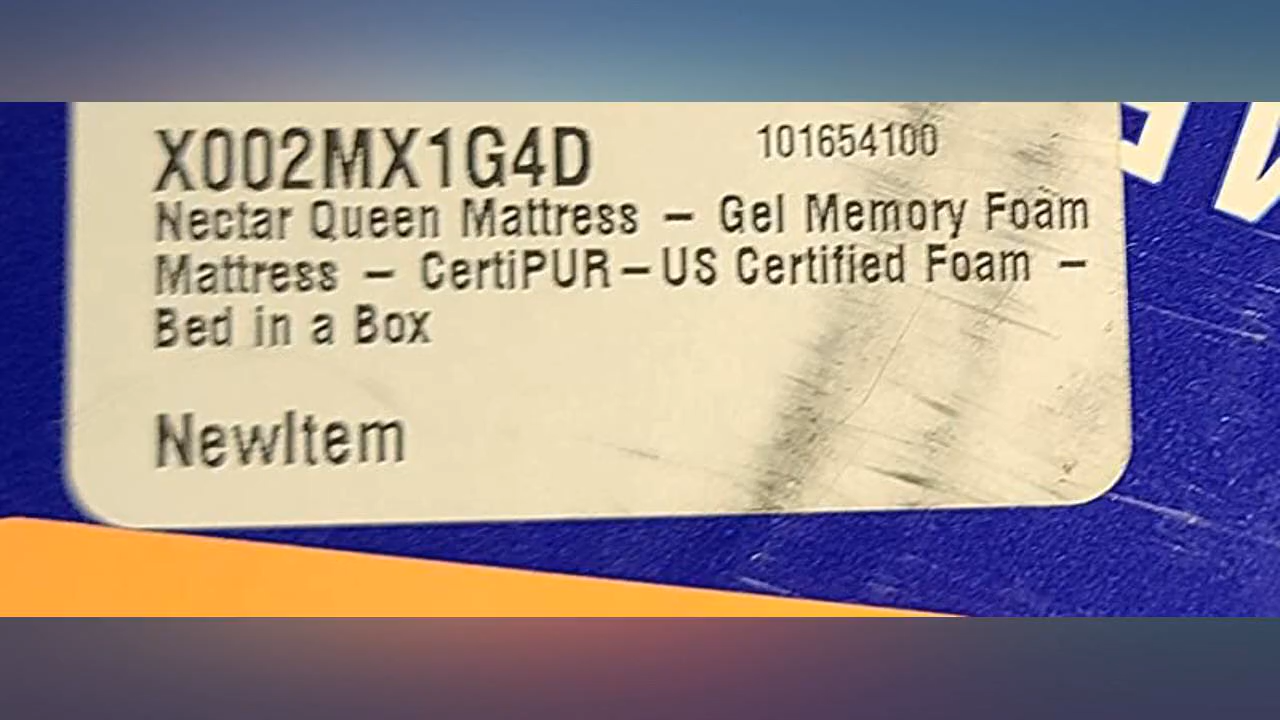 X002MX1G4D 101654100
Nectar Queen Mattress – Gel Memory Foam
Mattress – CertiPUR–US Certified Foam –
Bed in a Box
NewItem